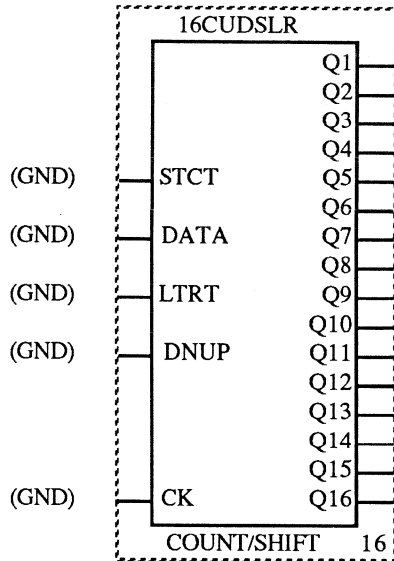 16CUDSLR
Q1
Q2
Q3
Q4
(GND) STCT Q5
Q6
(GND) DATA Q7
Q8
(GND) LTRT Q9
Q10
(GND) DNUP Q11
Q12
Q13
Q14
Q15
(GND) CK Q16
COUNT/SHIFT 16